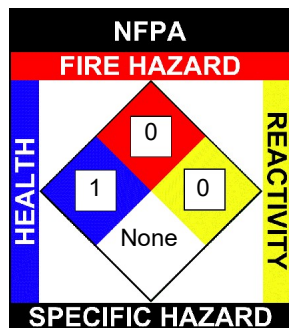 NFPA
FIRE HAZARD
HEALTH
0
1
0
None
REACTIVITY
SPECIFIC HAZARD